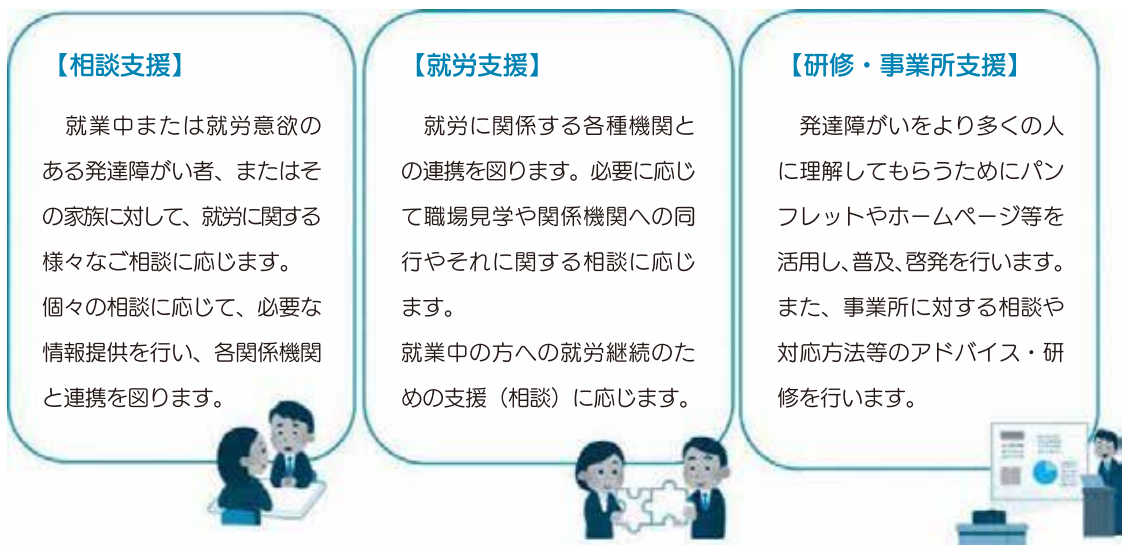 【相談支援】
就業中または就労意欲の
ある発達障がい者、またはそ
の家族に対して、就労に関する
様々なご相談に応じます。
個々の相談に応じて、必要な
情報提供を行い、各関係機関
と連携を図ります。
【就労支援】
就労に関係する各種機関と
の連携を図ります。必要に応じ
て職場見学や関係機関への同
行やそれに関する相談に応じ
ます。
就業中の方への就労継続のた
めの支援（相談）に応じます。
【研修・事業所支援】
発達障がいをより多くの人
に理解してもらうためにパン
フレットやホームページ等を
活用し、普及、啓発を行います。
また、事業所に対する相談や
対応方法等のアドバイス・研
修を行います。